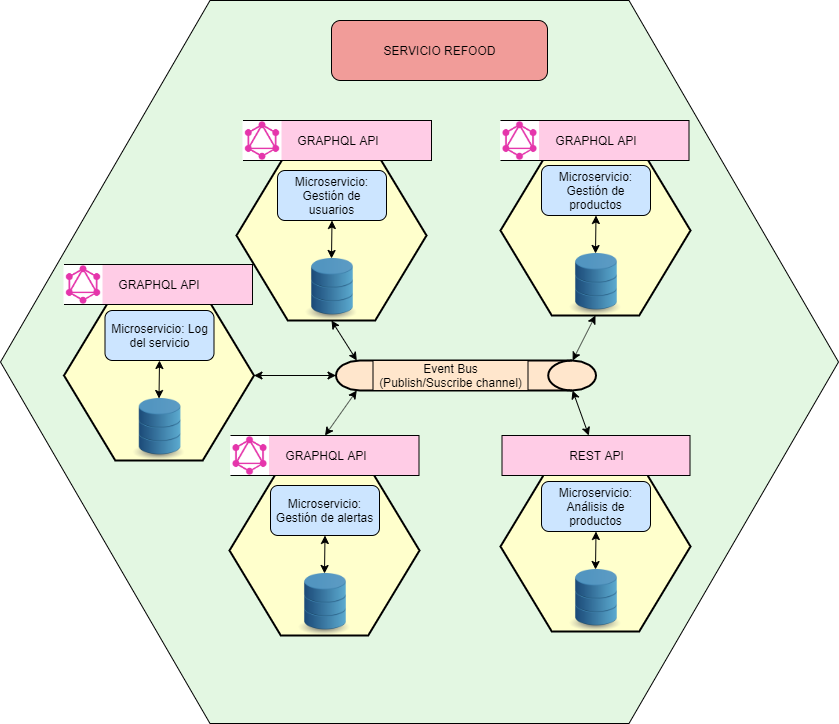 SERVICIO REFOOD
GRAPHQL API
Microservicio:
Gestión de
usuarios
GRAPHQL API
Microservicio:
Gestión de
productos
GRAPHQL API
Microservicio: Log
del servicio
Event Bus
(Publish/Suscribe channel)
GRAPHQL API
Microservicio:
Gestión de alertas
REST API
Microservicio:
Análisis de
productos